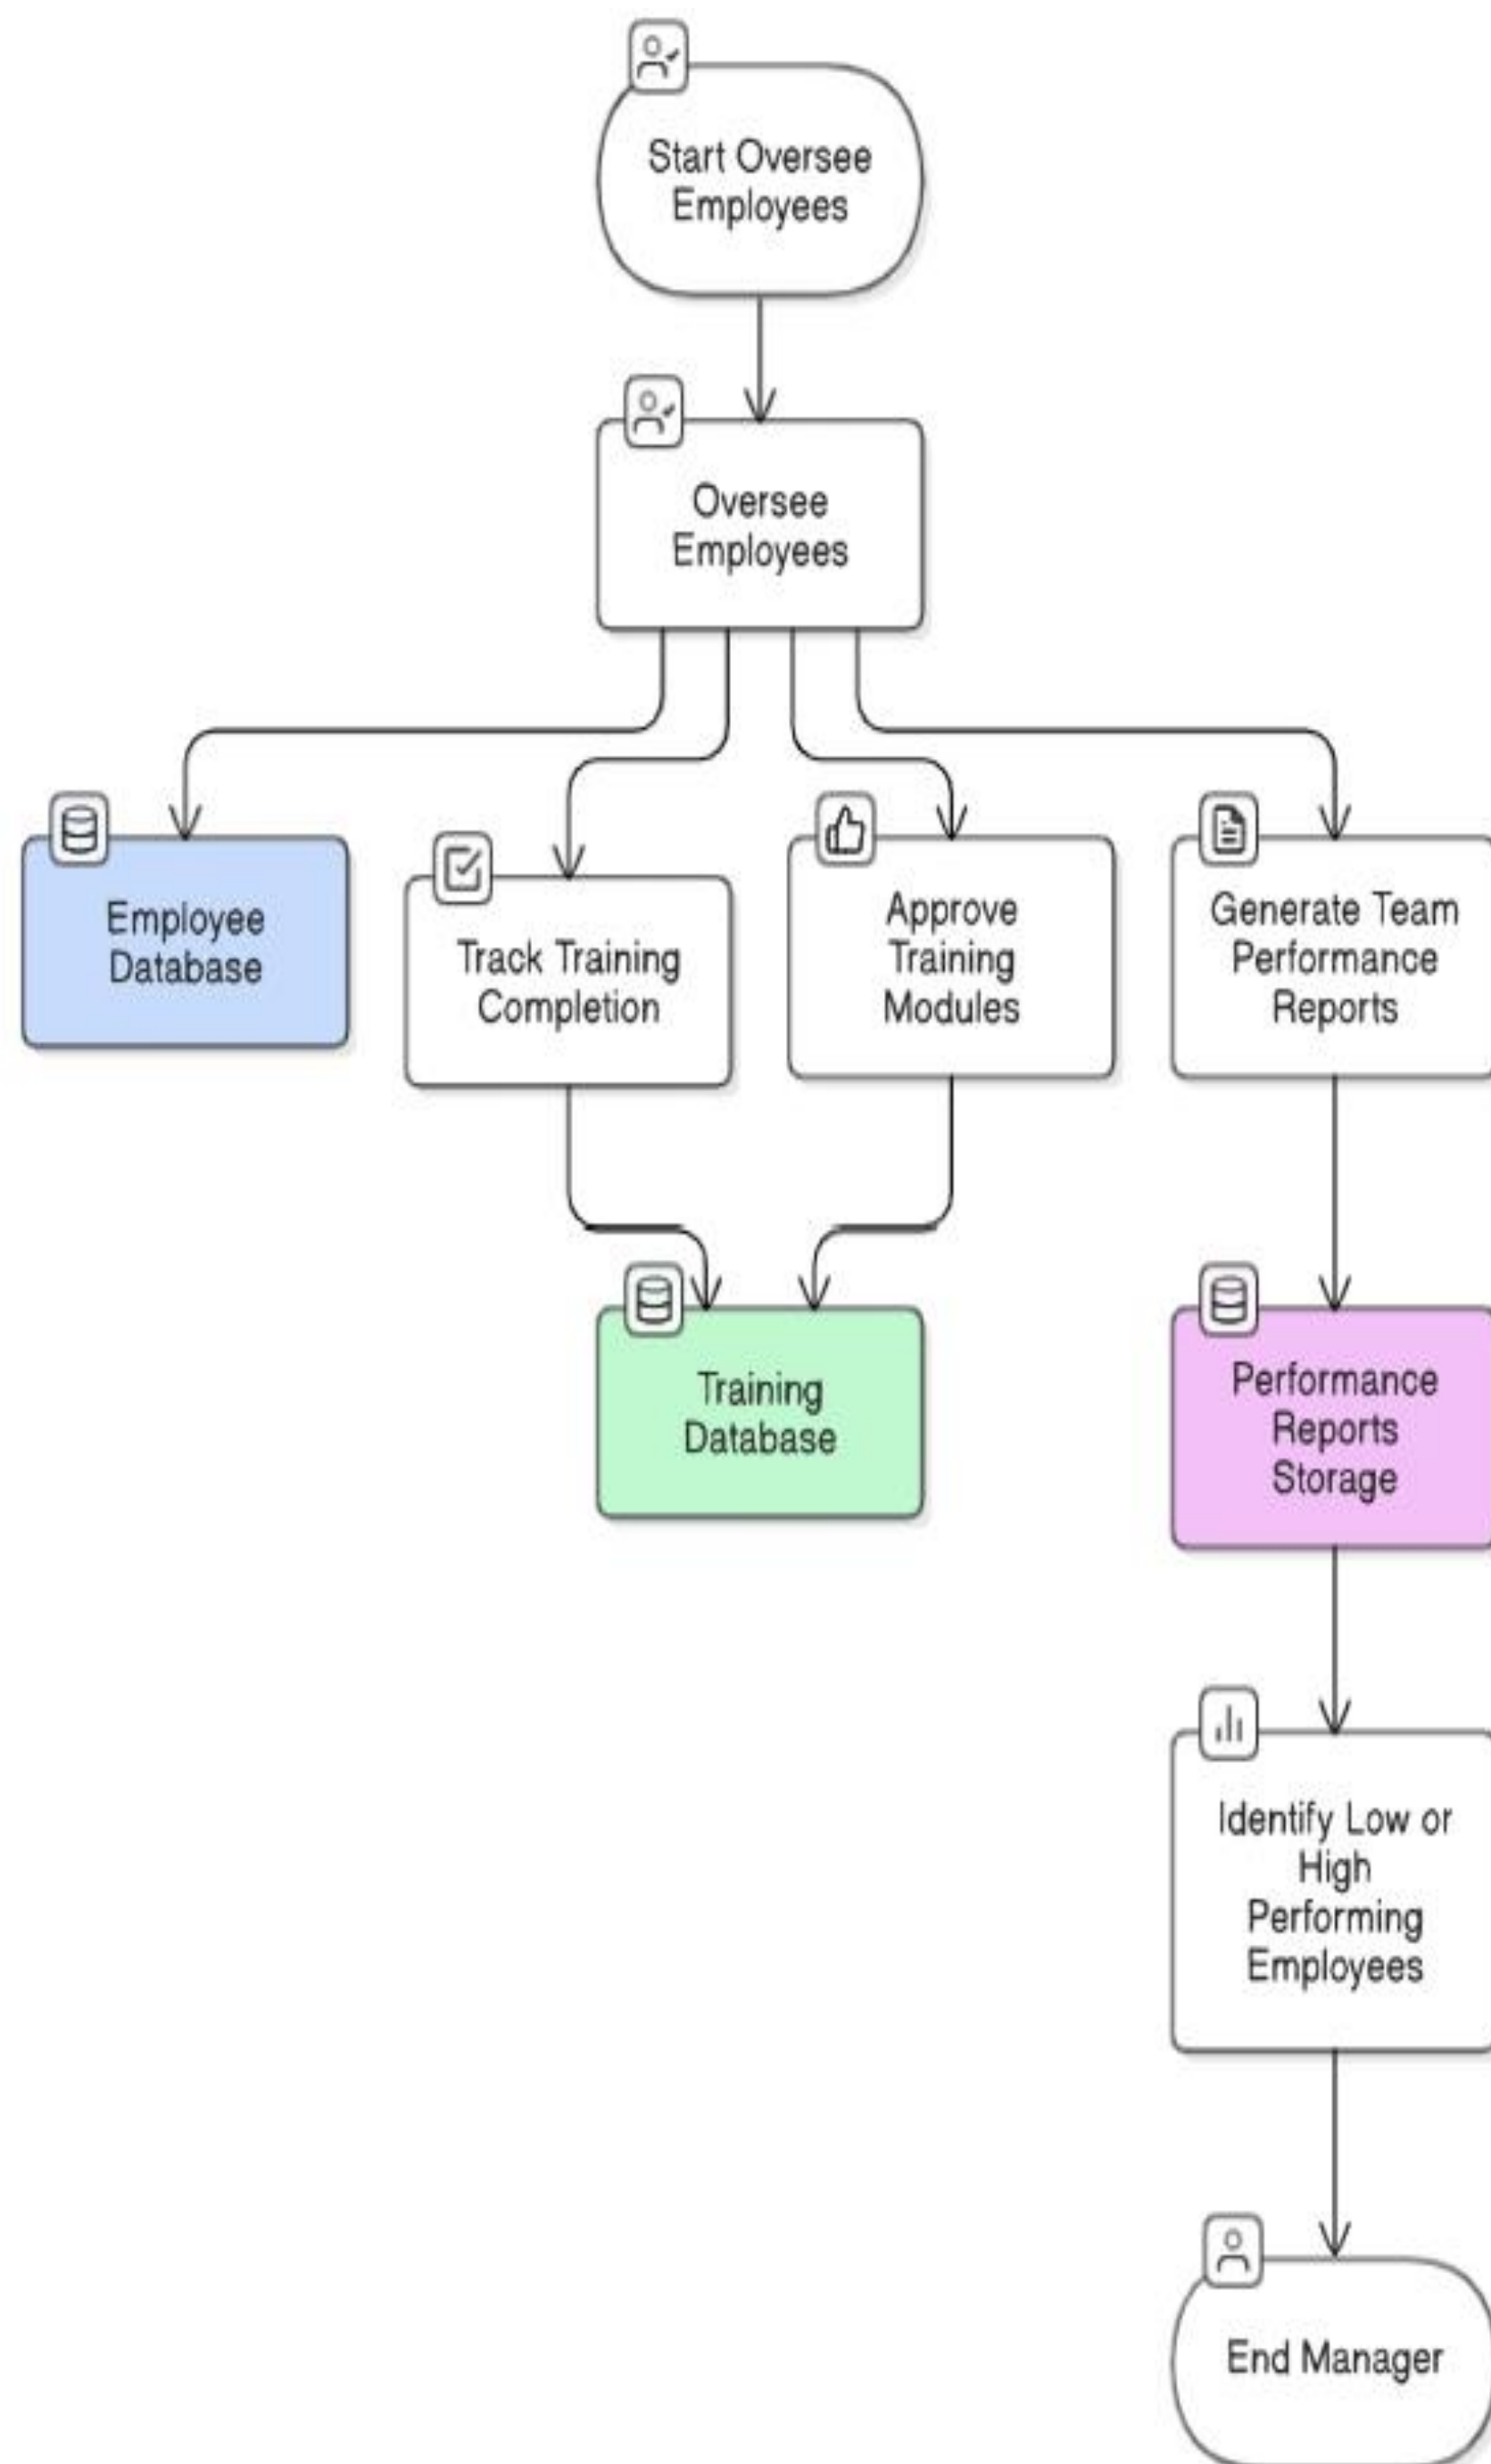 Start Oversee
Employees
Oversee
Employees
Employee
Database
Track Training
Completion
Approve
Training
Modules
Generate Team
Performance
Reports
Training
Database
Performance
Reports
Storage
Identify Low or
High
Performing
Employees
End Manager